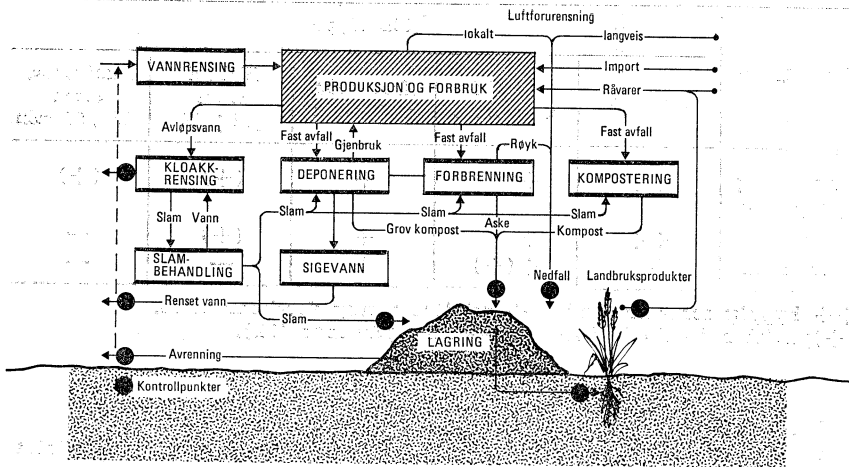 Luftforurensning
lokalt
langveis
VANNRENSING
PRODUKSJON OG FORBRUK
Import
Råvarer
Avløpsvann
Fast avfall
Gjenbruk
Fast avfall
Røyk
Fast avfall
KLOAKK-
RENSING
DEPONERING
FORBRENNING
KOMPOSTERING
Slam
Vann
Slam
Slam
Slam
Grov kompost
Aske
Kompost
SLAM-
BEHANDLING
SIGEVANN
Nedfall
Landbruksprodukter
Renset vann
Slam
LAGRING
Avrenning
Kontrollpunkter